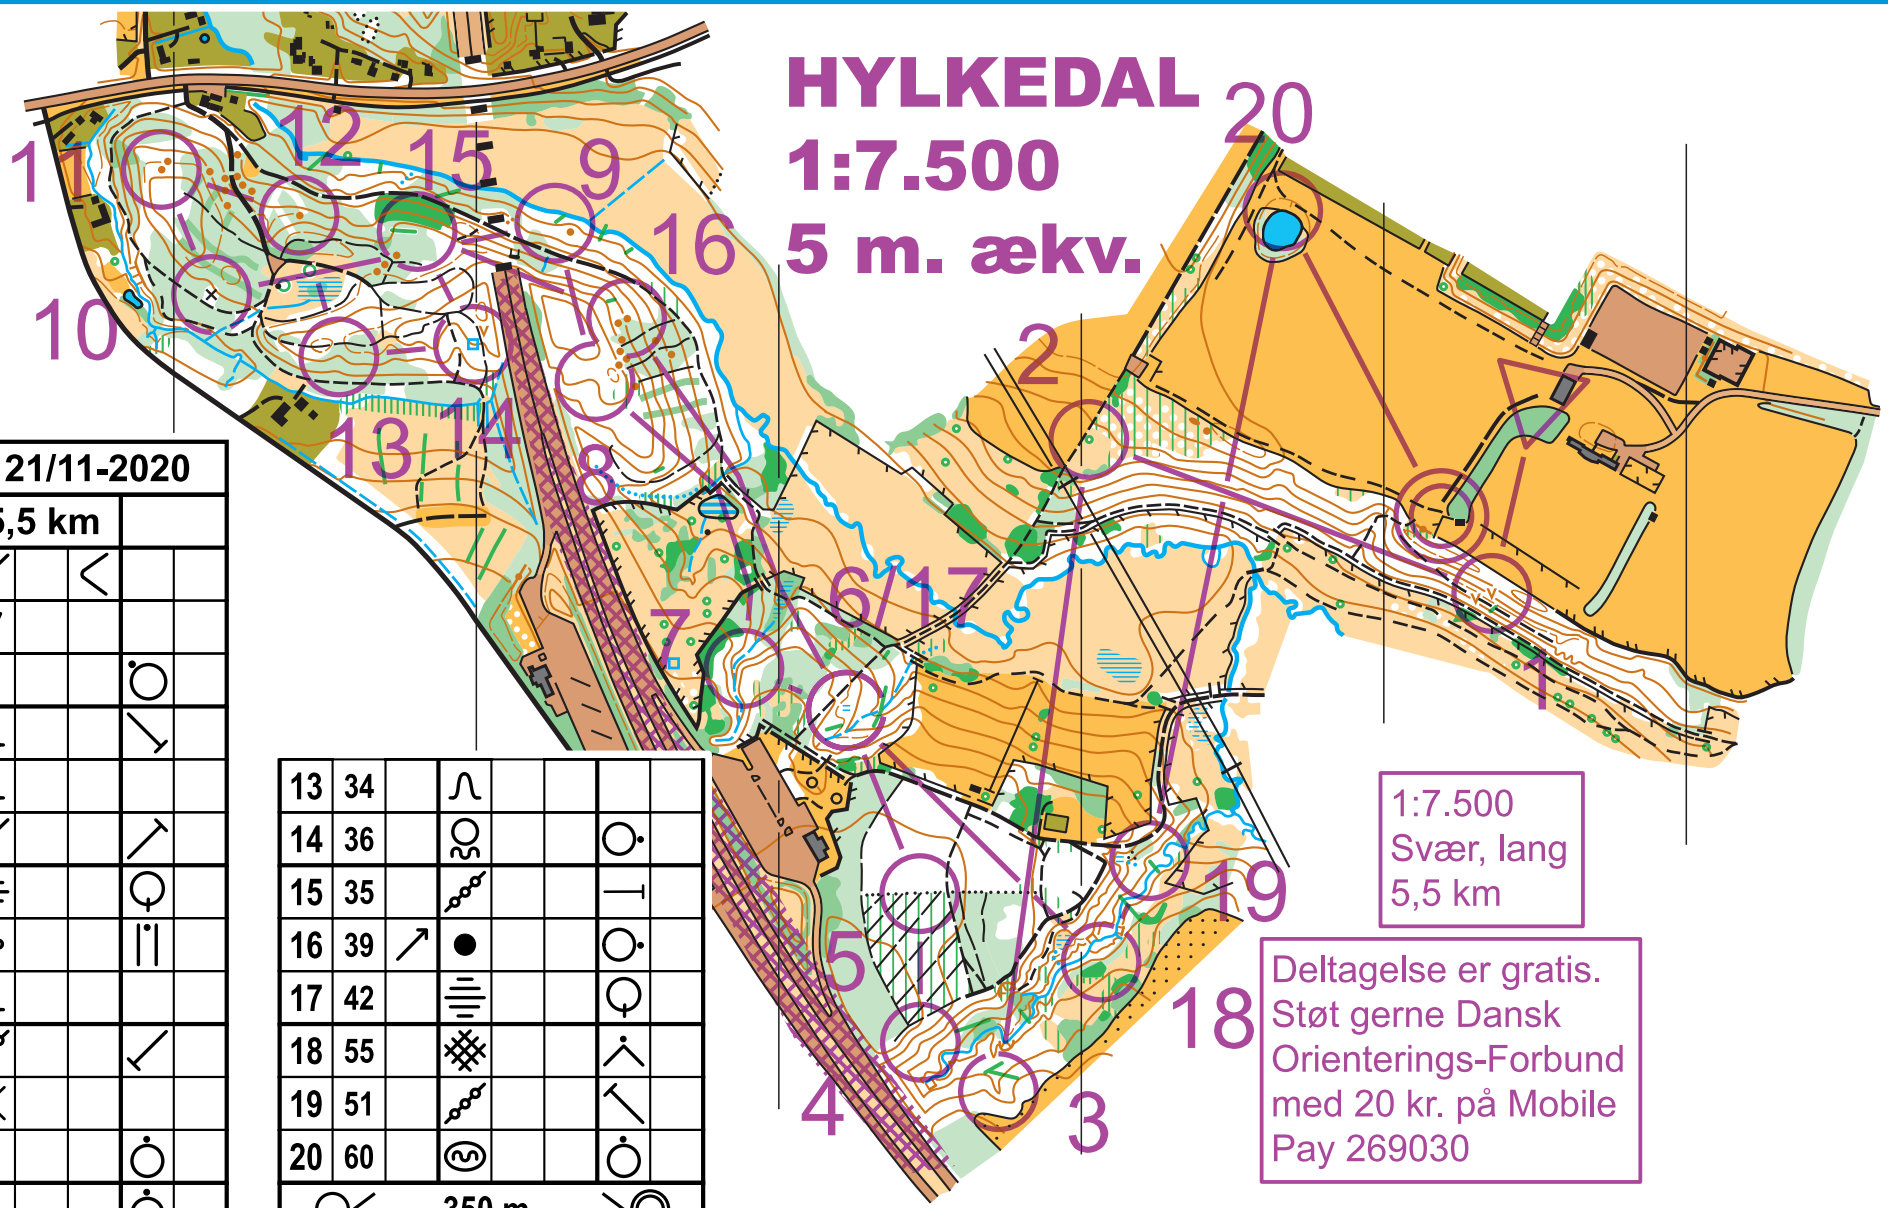 HYLKEDAL
1:7.500
5 m. ækv.
20
12
15
9
11
16
10
2
13
14
8
6/17
7
1
19
5
18
4
3
21/11-2020
5,5 km
13 34
14 36
15 35
16 39
17 42
18 55
19 51
20 60
350 m
1:7.500
Svær, lang
5,5 km
Deltagelse er gratis.
Støt gerne Dansk
Orienterings-Forbund
med 20 kr. på Mobile
Pay 269030